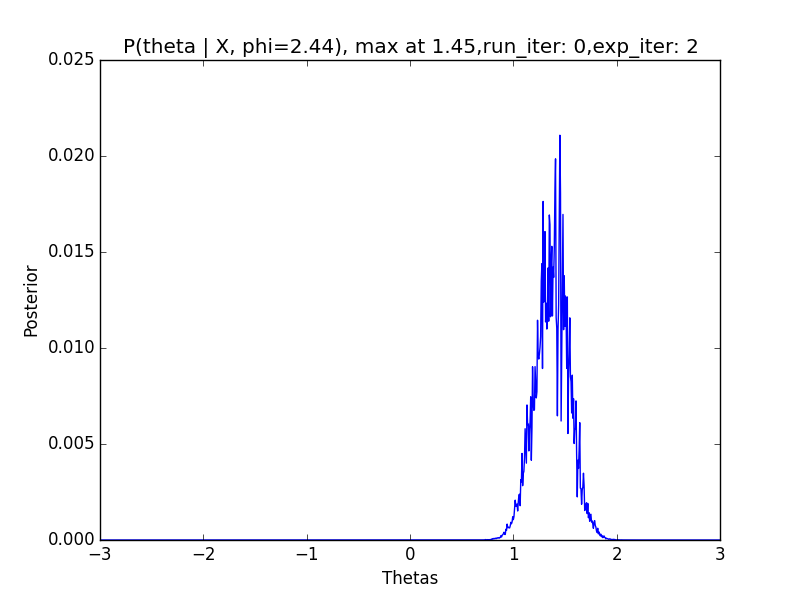 P(theta | X, phi=2.44), max at 1.45,run_iter: 0,exp_iter: 2
0.025
0.020
0.015
0.010
0.005
0.000
Posterior
−3 −2 −1 0 1 2 3
Thetas